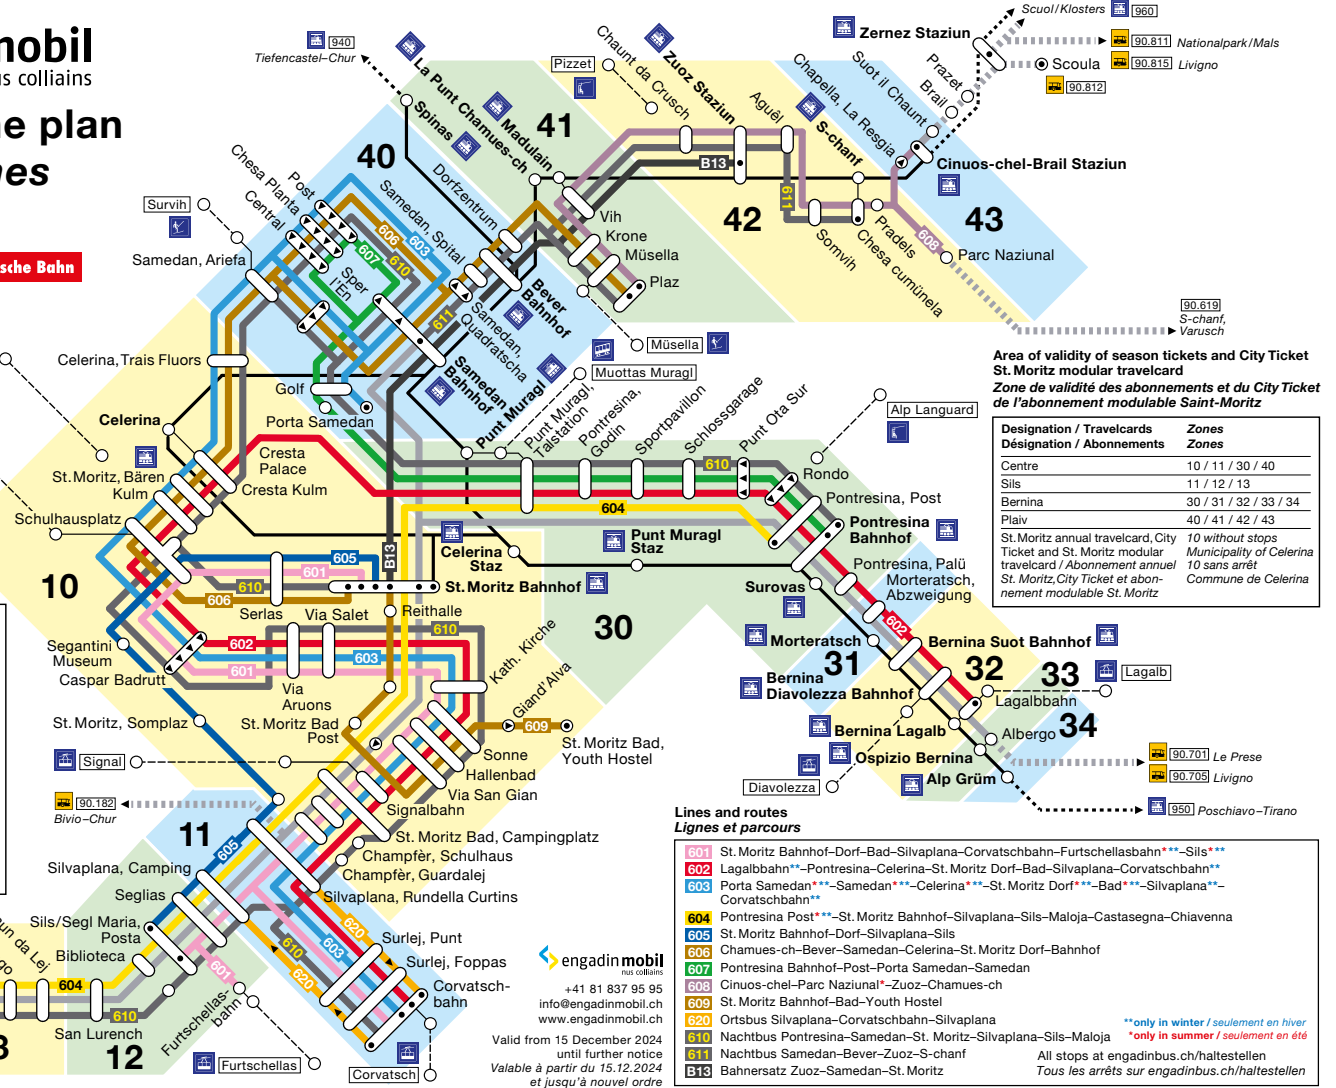 mobil
nus colliains
ne plan
nes
sche Bahn
Scuol/Klosters 960
940
Tiefencastel–Chur
Zernez Staziun
90.811 Nationalpark/Mals
Scoula
90.815 Livigno
90.812
Pizzet
Chaunt da Crusch
Zuoz Staziun
Aguêl
Chapella, La Resgia
Suot il Chaunt
Prazet
Brail
La Punt Chamues-ch
Madulain
Spinas
S-chanf
Cinuos-chel-Brail Staziun
41
40
42
43
B13
611
608
Chesa Planta
Central
Post
Samedan, Spital
Dorfzentrum
Survih
Samedan, Ariefa
606
603
607
610
Sper l'En
611
Vih
Krone
Müsella
Plaz
Somvih
Pradels
Chesa cumünela
Parc Naziunal
90.619
S-chanf,
Varusch
Bever
Bahnhof
Samedan,
Quadratscha
Samedan
Bahnhof
Müsella
Muottas Muragl
Punt Muragl
Celerina, Trais Fluors
Golf
Porta Samedan
Celerina
Punt Muragl,
Talstation
Pontresina,
Godin
Sportpavillon
Schlossgarage
Punt Ota Sur
Alp Languard
Cresta
Palace
St. Moritz, Bären
Kulm
Cresta Kulm
Schulhausplatz
610
604
Rondo
Pontresina, Post
Pontresina
Bahnhof
Punt Muragl
Staz
Celerina
Staz
St. Moritz Bahnhof
B13
605
601
610
606
Serlas
Via Salet
Reithalle
10
30
Surovas
Pontresina, Palü
Morteratsch,
Abzweigung
602
Segantini
Museum
Caspar Badrutt
602
603
601
610
Kath. Kirche
Via
Aruons
Giand'Alva
Morteratsch
31
Bernina Suot Bahnhof
Bernina
Diavolezza Bahnhof
32
33
Lagalb
Lagalbbahn
34
St. Moritz, Somplaz
St. Moritz Bad
Post
609
St. Moritz Bad,
Youth Hostel
Bernina Lagalb
Albergo
Ospizio Bernina
Alp Grüm
Diavolezza
90.701 Le Prese
90.705 Livigno
950 Poschiavo–Tirano
Signal
Sonne
Hallenbad
Via San Gian
Signalbahn
90.182
Bivio–Chur
11
605
St. Moritz Bad, Campingplatz
Champfèr, Schulhaus
Champfèr, Guardalej
Silvaplana, Rundella Curtins
Silvaplana, Camping
Seglias
Sils/Segl Maria,
Posta
Biblioteca
620
603
610
620
601
Surlej, Punt
Surlej, Foppas
Corvatsch-
bahn
604
610
San Lurench
12
Furtschellas-
bahn
Furtschellas
Corvatsch
engadin mobil
nus colliains
+41 81 837 95 95
info@engadinmobil.ch
www.engadinmobil.ch
Valid from 15 December 2024
until further notice
Valable à partir du 15.12.2024
et jusqu'à nouvel ordre
Area of validity of season tickets and City Ticket
St. Moritz modular travelcard
Zone de validité des abonnements et du City Ticket
de l'abonnement modulable Saint-Moritz
Designation / Travelcards Zones
Désignation / Abonnements Zones
Centre 10 / 11 / 30 / 40
Sils 11 / 12 / 13
Bernina 30 / 31 / 32 / 33 / 34
Plaiv 40 / 41 / 42 / 43
St. Moritz annual travelcard, City 10 without stops
Ticket and St. Moritz modular Municipality of Celerina
travelcard / Abonnement annuel 10 sans arrêt
St. Moritz, City Ticket et abon- Commune de Celerina
nement modulable St. Moritz
Lines and routes
Lignes et parcours
601 St. Moritz Bahnhof–Dorf–Bad–Silvaplana–Corvatschbahn–Furtschellasbahn***–Sils***
602 Lagalbbahn**–Pontresina–Celerina–St. Moritz Dorf–Bad–Silvaplana–Corvatschbahn**
603 Porta Samedan***–Samedan***–Celerina***–St. Moritz Dorf***–Bad***–Silvaplana**–
Corvatschbahn**
604 Pontresina Post***–St. Moritz Bahnhof–Silvaplana–Sils–Maloja–Castasegna–Chiavenna
605 St. Moritz Bahnhof–Dorf–Silvaplana–Sils
606 Chamues-ch–Bever–Samedan–Celerina–St. Moritz Dorf–Bahnhof
607 Pontresina Bahnhof–Post–Porta Samedan–Samedan
608 Cinuos-chel–Parc Naziunal*–Zuoz–Chamues-ch
609 St. Moritz Bahnhof–Bad–Youth Hostel
620 Ortsbus Silvaplana–Corvatschbahn–Silvaplana
610 Nachtbus Pontresina–Samedan–St. Moritz–Silvaplana–Sils–Maloja
611 Nachtbus Samedan–Bever–Zuoz–S-chanf
B13 Bahnersatz Zuoz–Samedan–St. Moritz
**only in winter / seulement en hiver
*only in summer / seulement en été
All stops at engadinbus.ch/haltestellen
Tous les arrêts sur engadinbus.ch/haltestellen